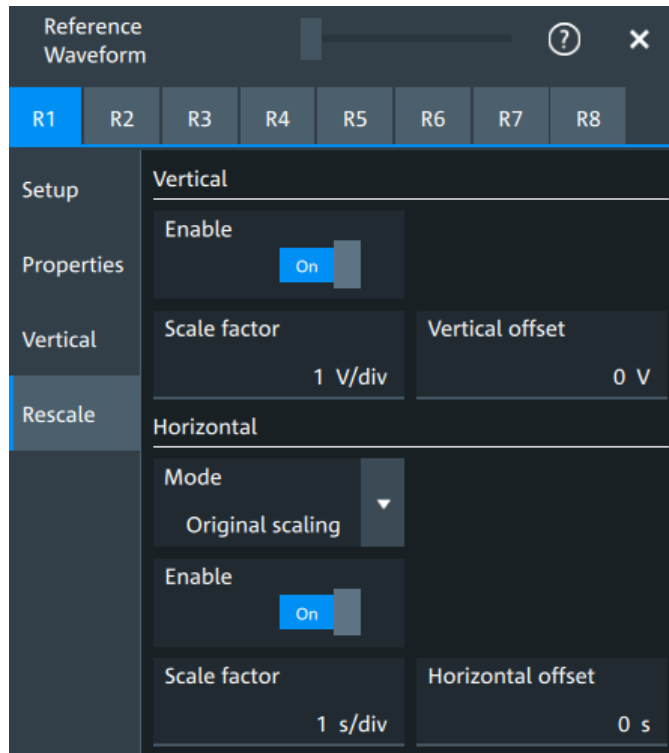 Reference
Waveform
?
R1 R2 R3 R4 R5 R6 R7 R8
Setup
Properties
Vertical
Rescale
Vertical
Enable
On
Scale factor
1 V/div
Vertical offset
0 V
Horizontal
Mode
Original scaling
Enable
On
Scale factor
1 s/div
Horizontal offset
0 s